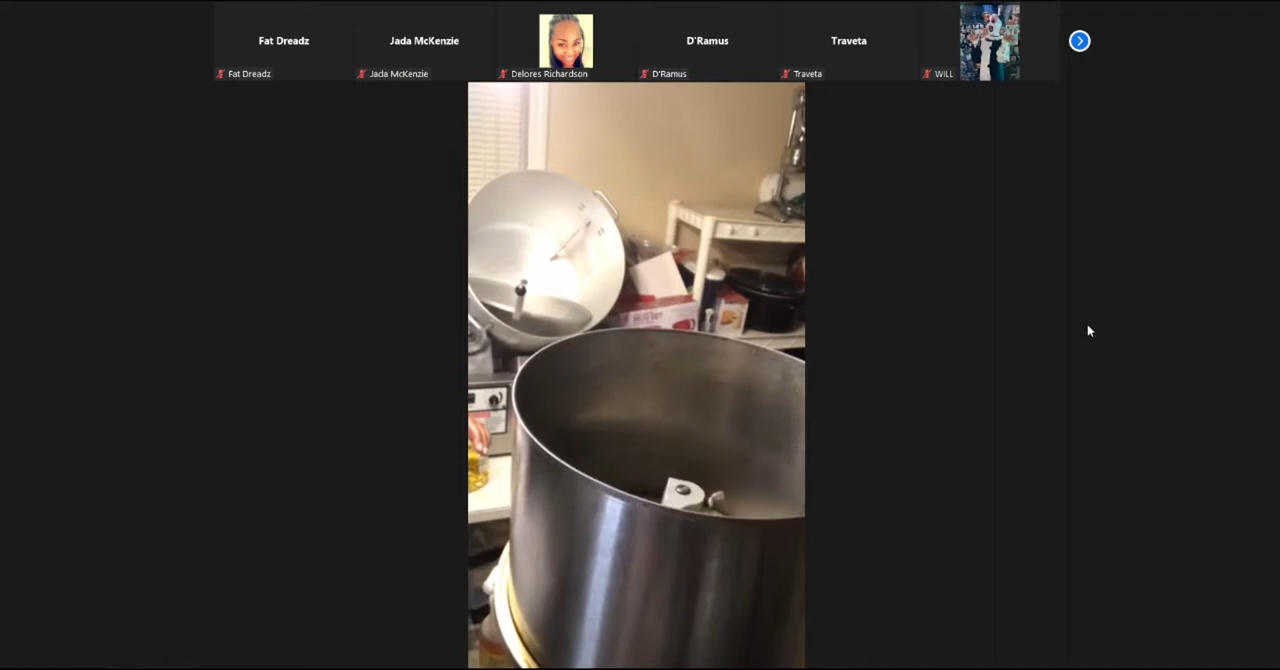 Fat Dreadz
Jada McKenzie
D'Ramus
Traveta
Fat Dreadz
Jada McKenzie
Delores Richardson
D'Ramus
Traveta
WILL